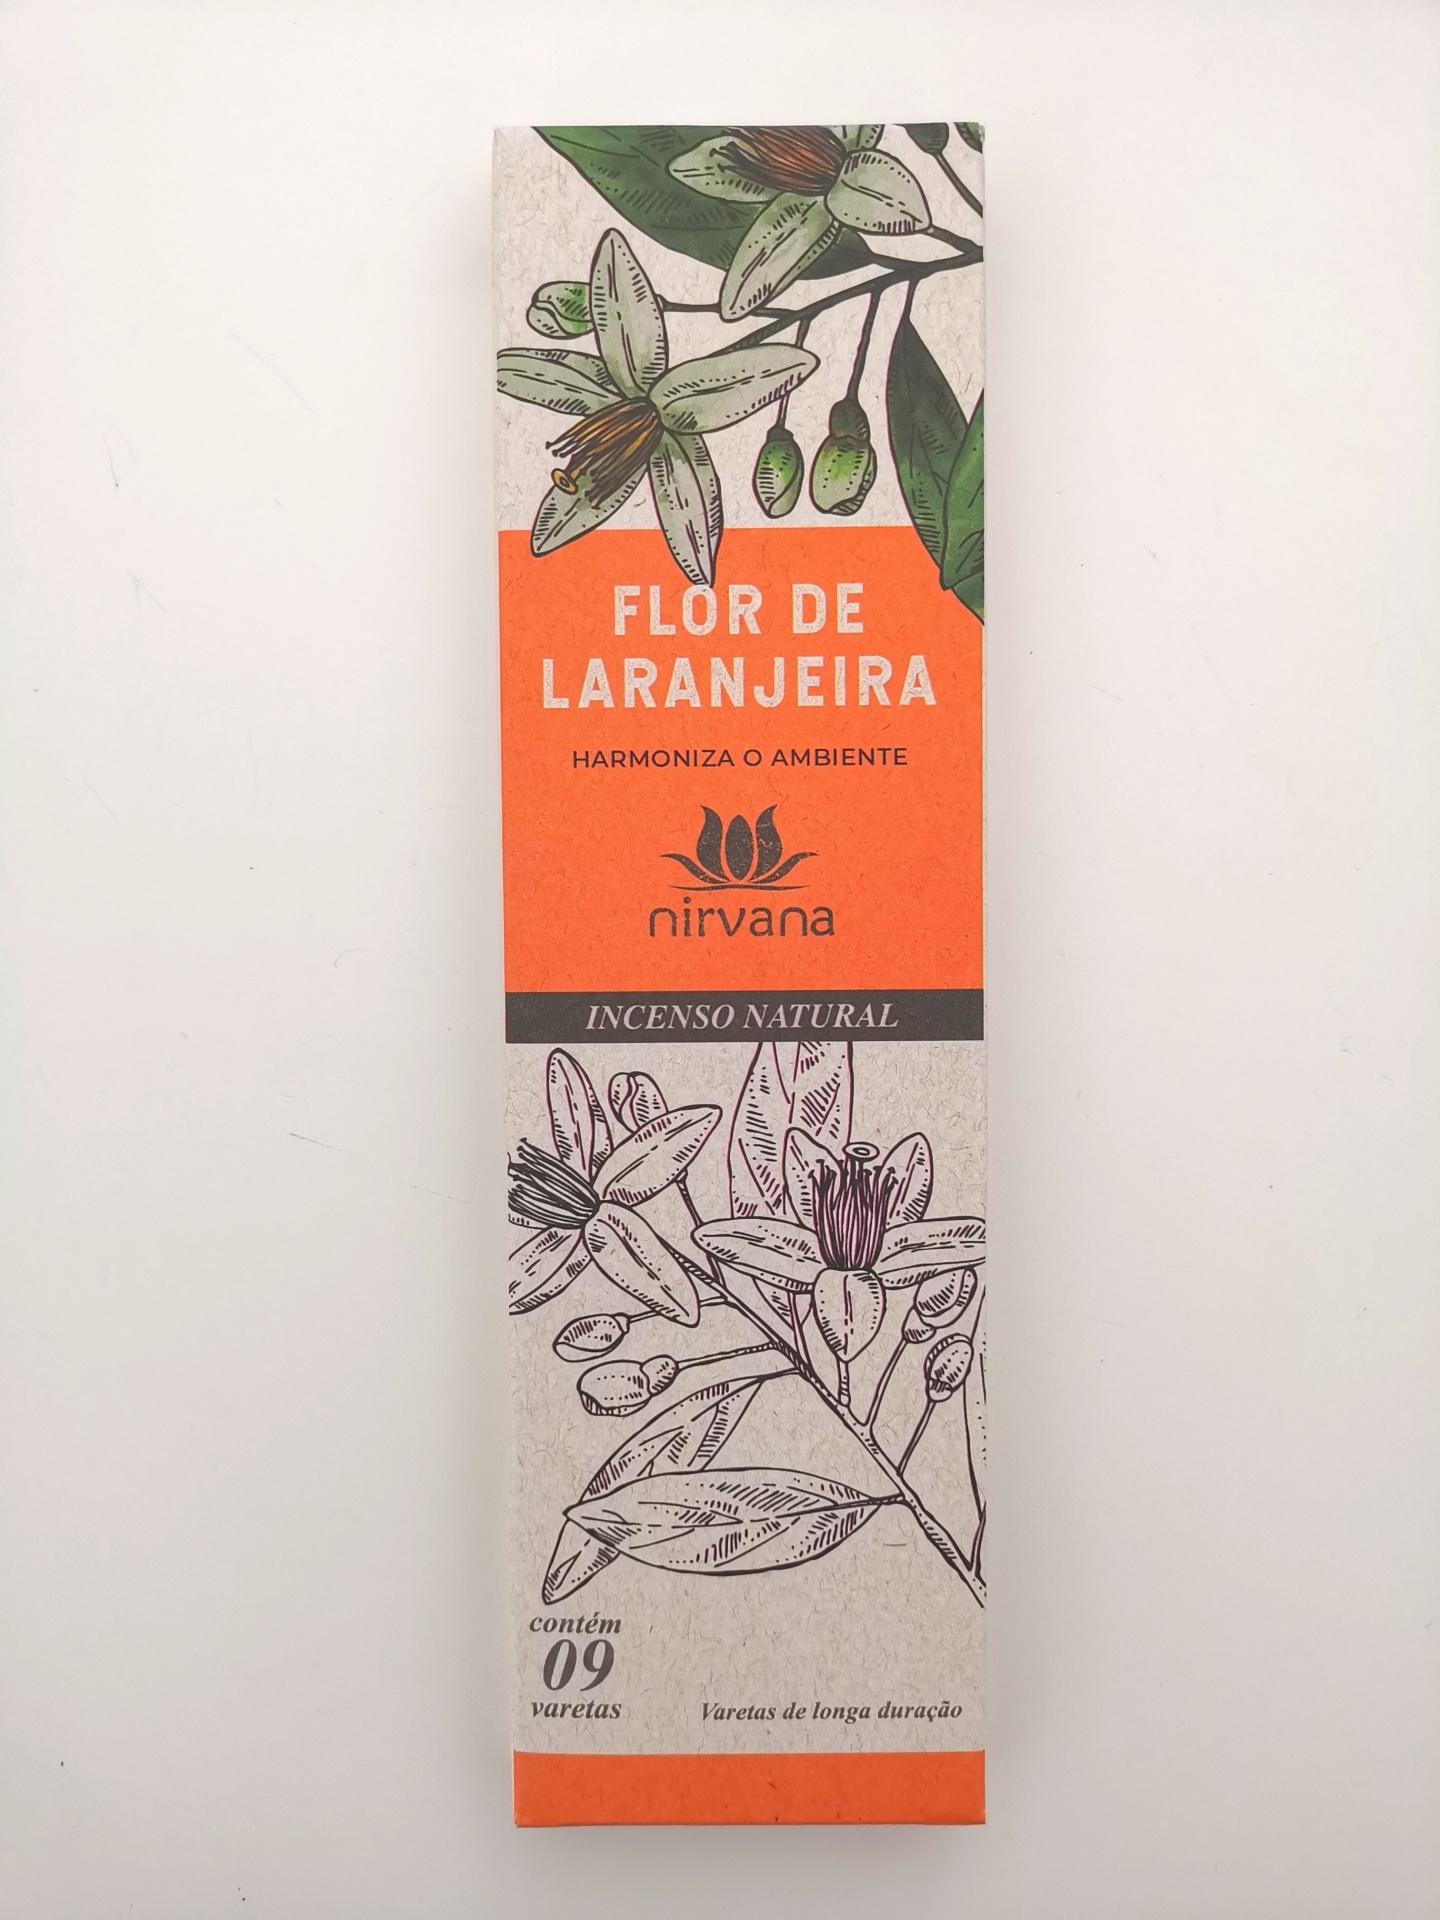 FLOR DE
LARANJEIRA
HARMONIZA O AMBIENTE
nirvana
INCENSO NATURAL
contém
09
varetas
Varetas de longa duração